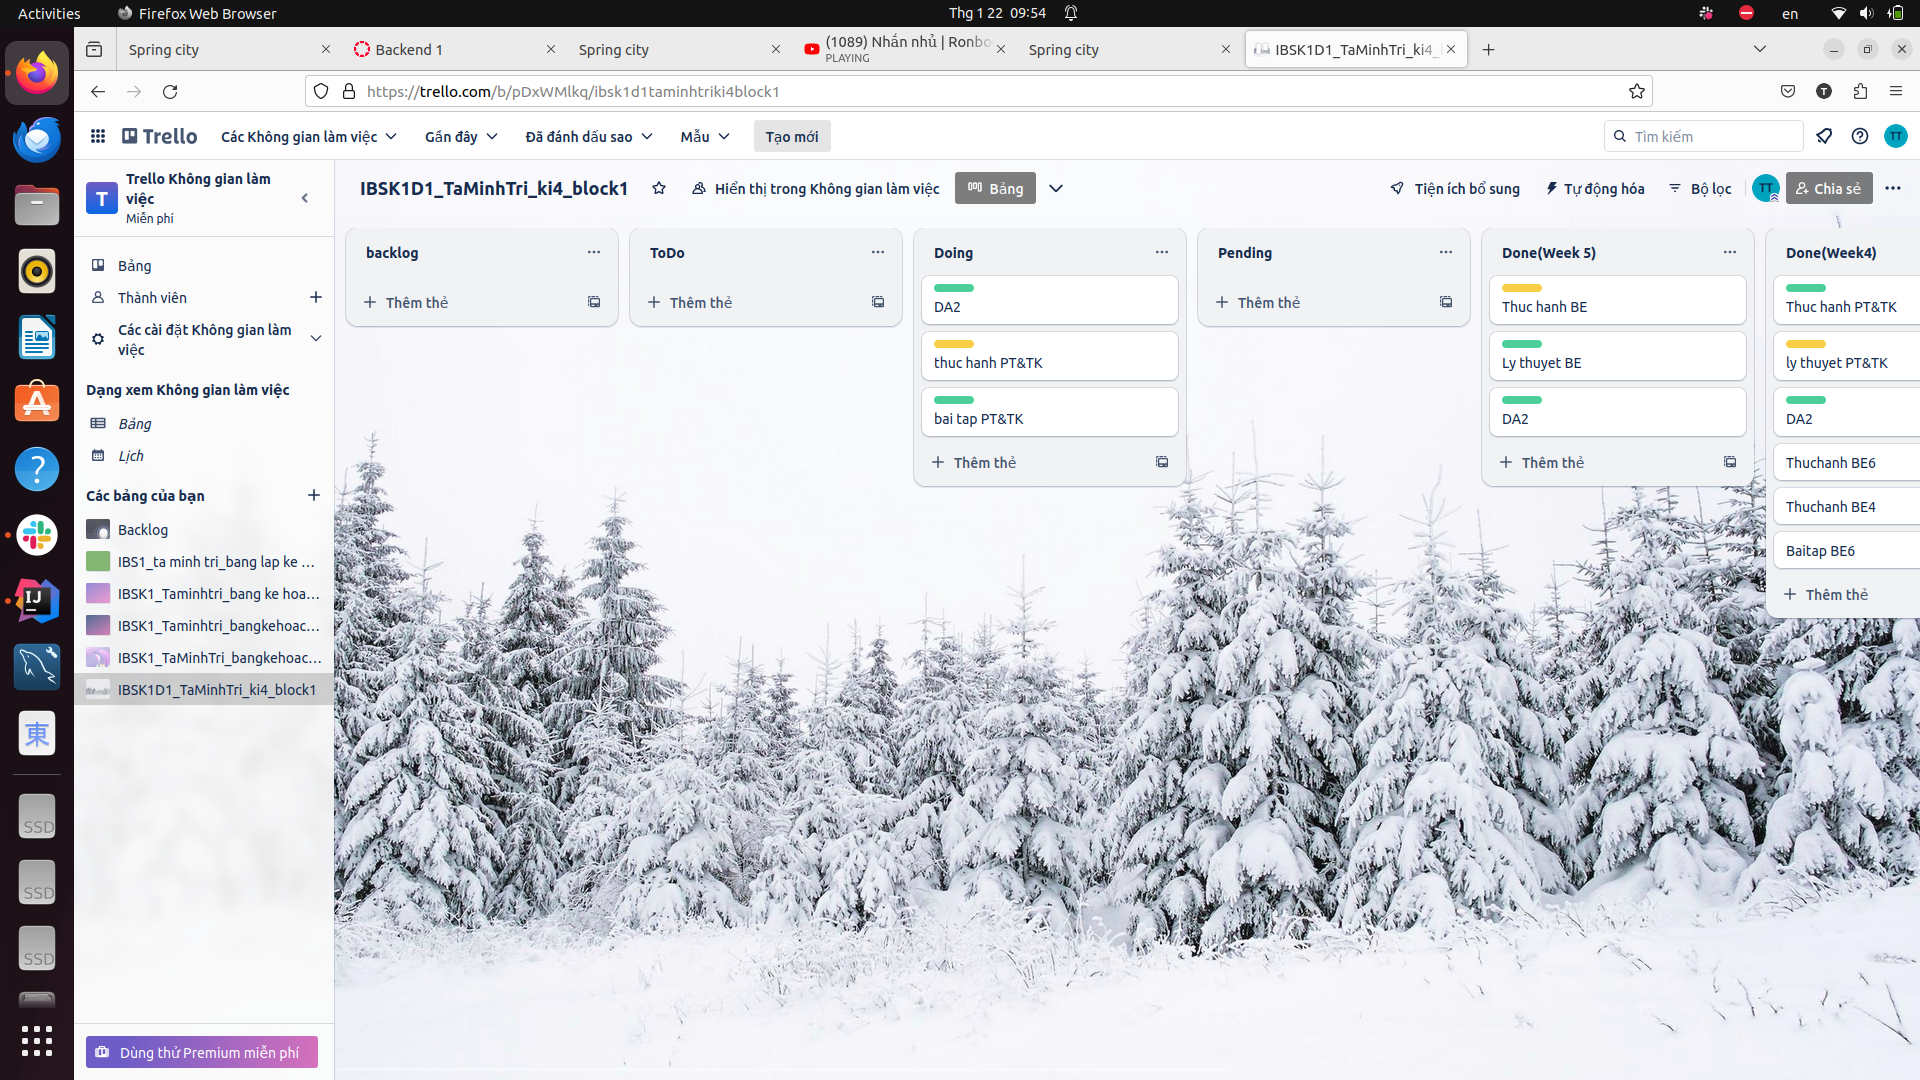 Activities
Firefox Web Browser
Thg 1 22 09:54
en
Spring city
Backend 1
Spring city
(1089) Nhắn nhủ | Ronbo
PLAYING
Spring city
IBSK1D1_TaMinhTri_ki4_
https://trello.com/b/pDxWMlkq/ibsk1d1taminhtriki4block1
Trello
Các Không gian làm việc
Gần đây
Đã đánh dấu sao
Mẫu
Tạo mới
Tìm kiếm
TT
T
Trello Không gian làm
việc
Miễn phí
IBSK1D1_TaMinhTri_ki4_block1
Hiển thị trong Không gian làm việc
Bảng
Tiện ích bổ sung
Tự động hóa
Bộ lọc
TT
Chia sẻ
Bảng
Thành viên
Các cài đặt Không gian làm
việc
Dạng xem Không gian làm việc
Bảng
Lịch
Các bảng của bạn
Backlog
IBS1_ta minh tri_bang lap ke ...
IBSK1_Taminhtri_bang ke hoa...
IBSK1_Taminhtri_bangkehoac...
IBSK1_TaMinhTri_bangkehoac...
IBSK1D1_TaMinhTri_ki4_block1
Dùng thử Premium miễn phí
backlog
Thêm thẻ
ToDo
Thêm thẻ
Doing
DA2
thuc hanh PT&TK
bai tap PT&TK
Thêm thẻ
Pending
Thêm thẻ
Done(Week 5)
Thuc hanh BE
Ly thuyet BE
DA2
Thêm thẻ
Done(Week4)
Thuc hanh PT&TK
ly thuyet PT&TK
DA2
Thuchanh BE6
Thuchanh BE4
Baitap BE6
Thêm thẻ
IJ
東
SSD
SSD
SSD